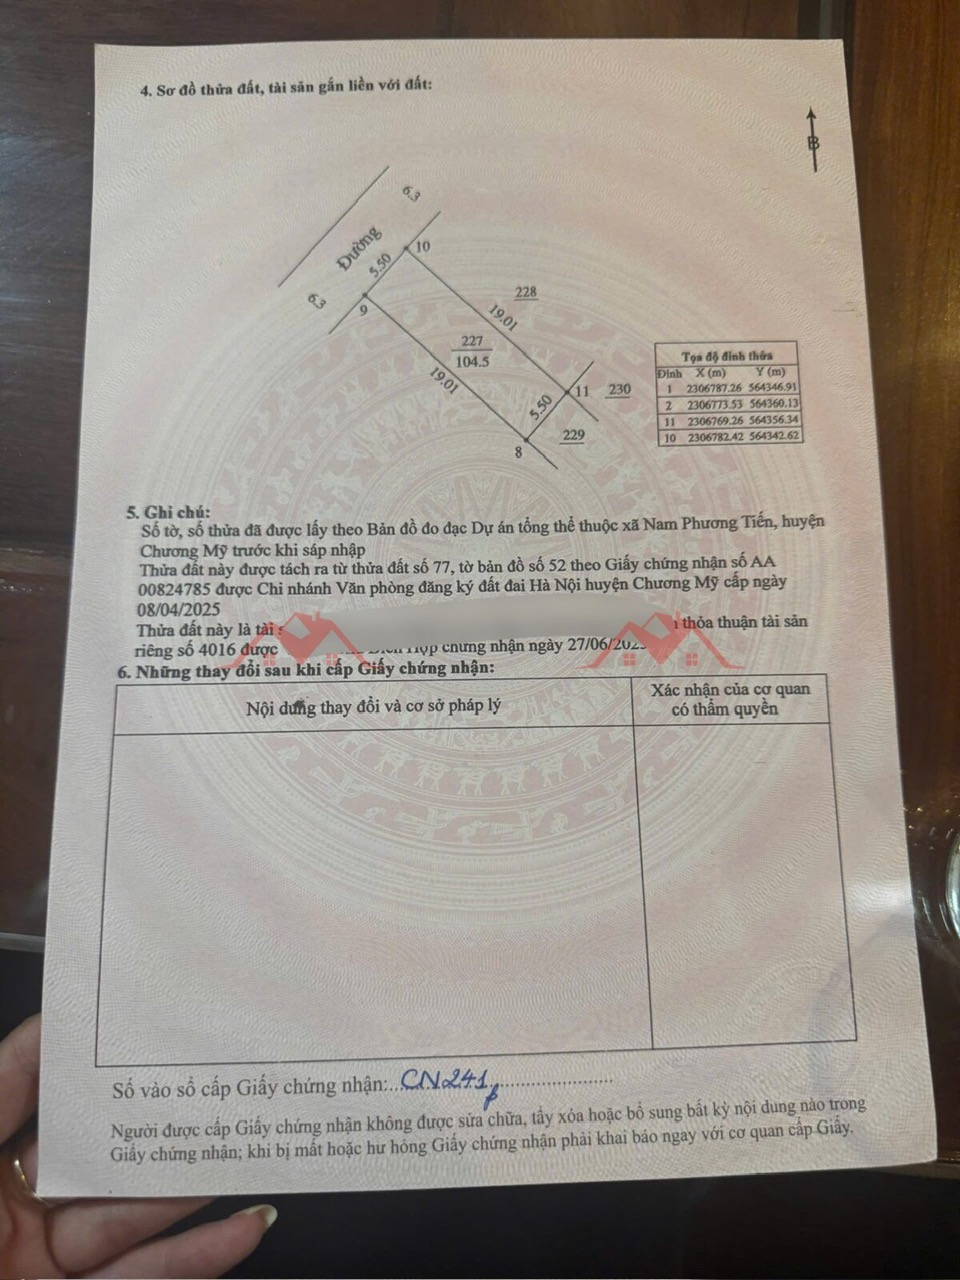 4. Sơ đồ thửa đất, tài sản gắn liền với đất:
B
6.3
Đường
5.50
10
6.3
9
228
19.01
227
104.5
19.01
11
230
5.50
229
8
Tọa độ đỉnh thửa
Đỉnh X (m) Y (m)
1 2306787.26 564346.91
2 2306773.53 564360.13
11 2306769.26 564356.34
10 2306782.42 564342.62
5. Ghi chú:
Số tờ, số thửa đã được lấy theo Bản đồ đo đạc Dự án tổng thể thuộc xã Nam Phương Tiến, huyện
Chương Mỹ trước khi sáp nhập
Thửa đất này được tách ra từ thửa đất số 77, tờ bản đồ số 52 theo Giấy chứng nhận số AA
00824785 được Chi nhánh Văn phòng đăng ký đất đai Hà Nội huyện Chương Mỹ cấp ngày
08/04/2025
Thửa đất này là tài thỏa thuận tài sản
riêng số 4016 được chứng nhận ngày 27/06/2025
6. Những thay đổi sau khi cấp Giấy chứng nhận:
Nội dung thay đổi và cơ sở pháp lý
Xác nhận của cơ quan
có thẩm quyền
Số vào sổ cấp Giấy chứng nhận:..CN241..........................
Người được cấp Giấy chứng nhận không được sửa chữa, tẩy xóa hoặc bổ sung bất kỳ nội dung nào trong
Giấy chứng nhận; khi bị mất hoặc hư hỏng Giấy chứng nhận phải khai báo ngay với cơ quan cấp Giấy.